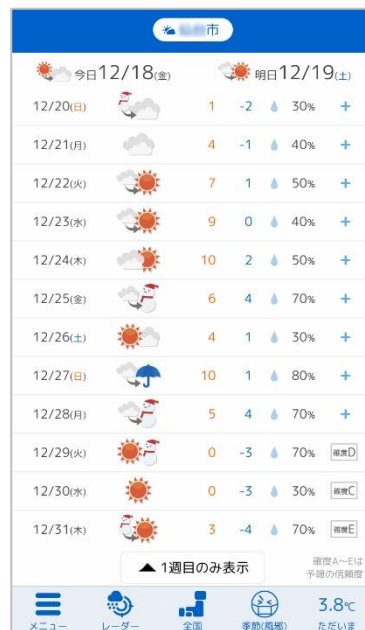 市
今日12/18(金) 明日12/19(土)
12/20(日) 1 -2 30% +
12/21(月) 4 -1 40% +
12/22(火) 7 1 50% +
12/23(水) 9 0 40% +
12/24(木) 10 2 50% +
12/25(金) 6 4 70% +
12/26(土) 4 1 30% +
12/27(日) 10 1 80% +
12/28(月) 5 4 70% +
12/29(火) 0 -3 70% 確度D
12/30(水) 0 -3 30% 確度C
12/31(木) 3 -4 70% 確度E
▲ 1週目のみ表示
確度A～Eは
予報の信頼度
3.8℃
メニュー レーダー 全国 季節(風邪) ただいま